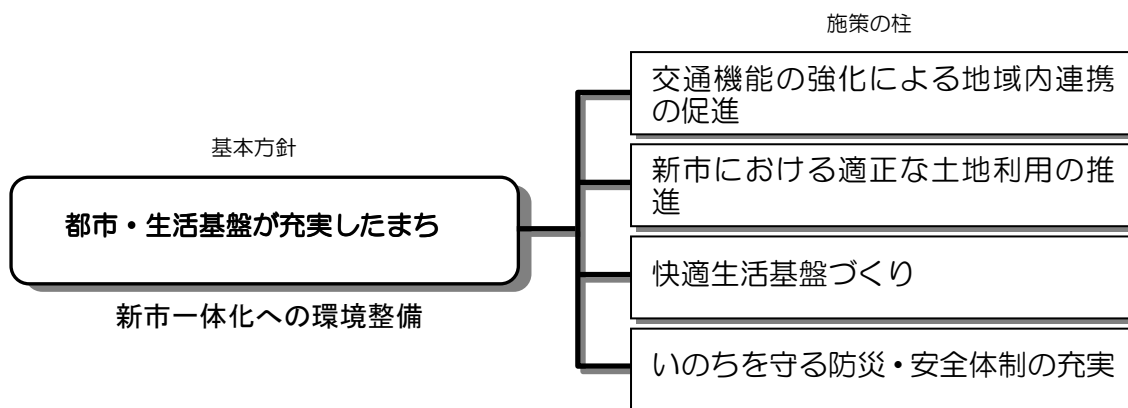 施策の柱
交通機能の強化による地域内連携
の促進
基本方針
新市における適正な土地利用の推
進
都市・生活基盤が充実したまち
快適生活基盤づくり
新市一体化への環境整備
いのちを守る防災・安全体制の充実